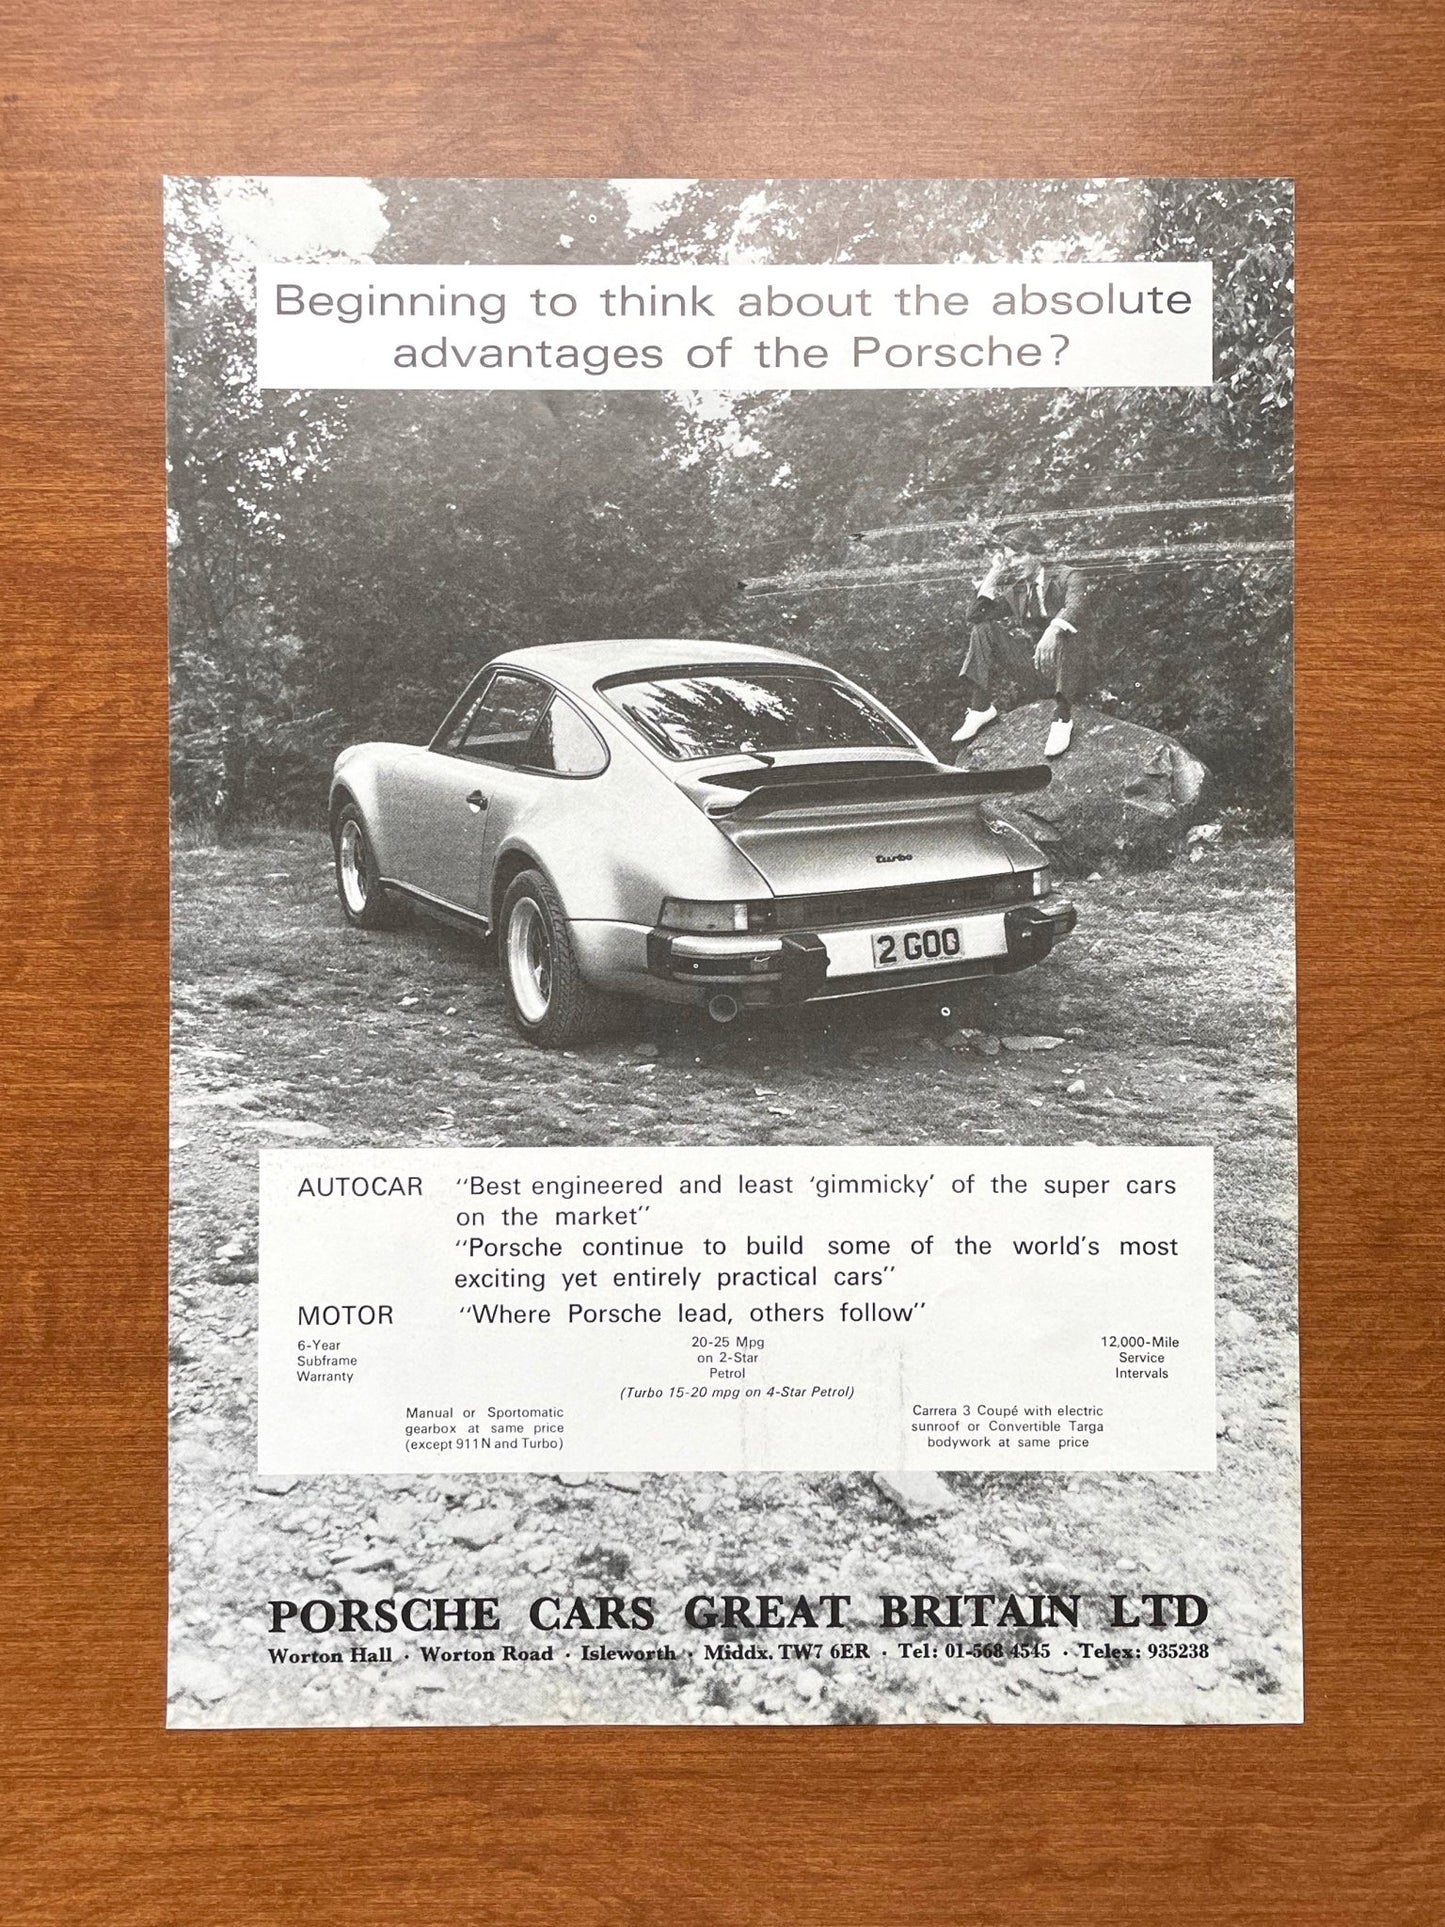 Beginning to think about the absolute
advantages of the Porsche?
turbo
2 GOO
AUTOCAR "Best engineered and least 'gimmicky' of the super cars
on the market"
"Porsche continue to build some of the world's most
exciting yet entirely practical cars"
MOTOR "Where Porsche lead, others follow"
6-Year
Subframe
Warranty
20-25 Mpg
on 2-Star
Petrol
(Turbo 15-20 mpg on 4-Star Petrol)
12,000-Mile
Service
Intervals
Manual or Sportomatic
gearbox at same price
(except 911N and Turbo)
Carrera 3 Coupé with electric
sunroof or Convertible Targa
bodywork at same price
PORSCHE CARS GREAT BRITAIN LTD
Worton Hall · Worton Road · Isleworth · Middx. TW7 6ER · Tel: 01-568 4545 · Telex: 935238